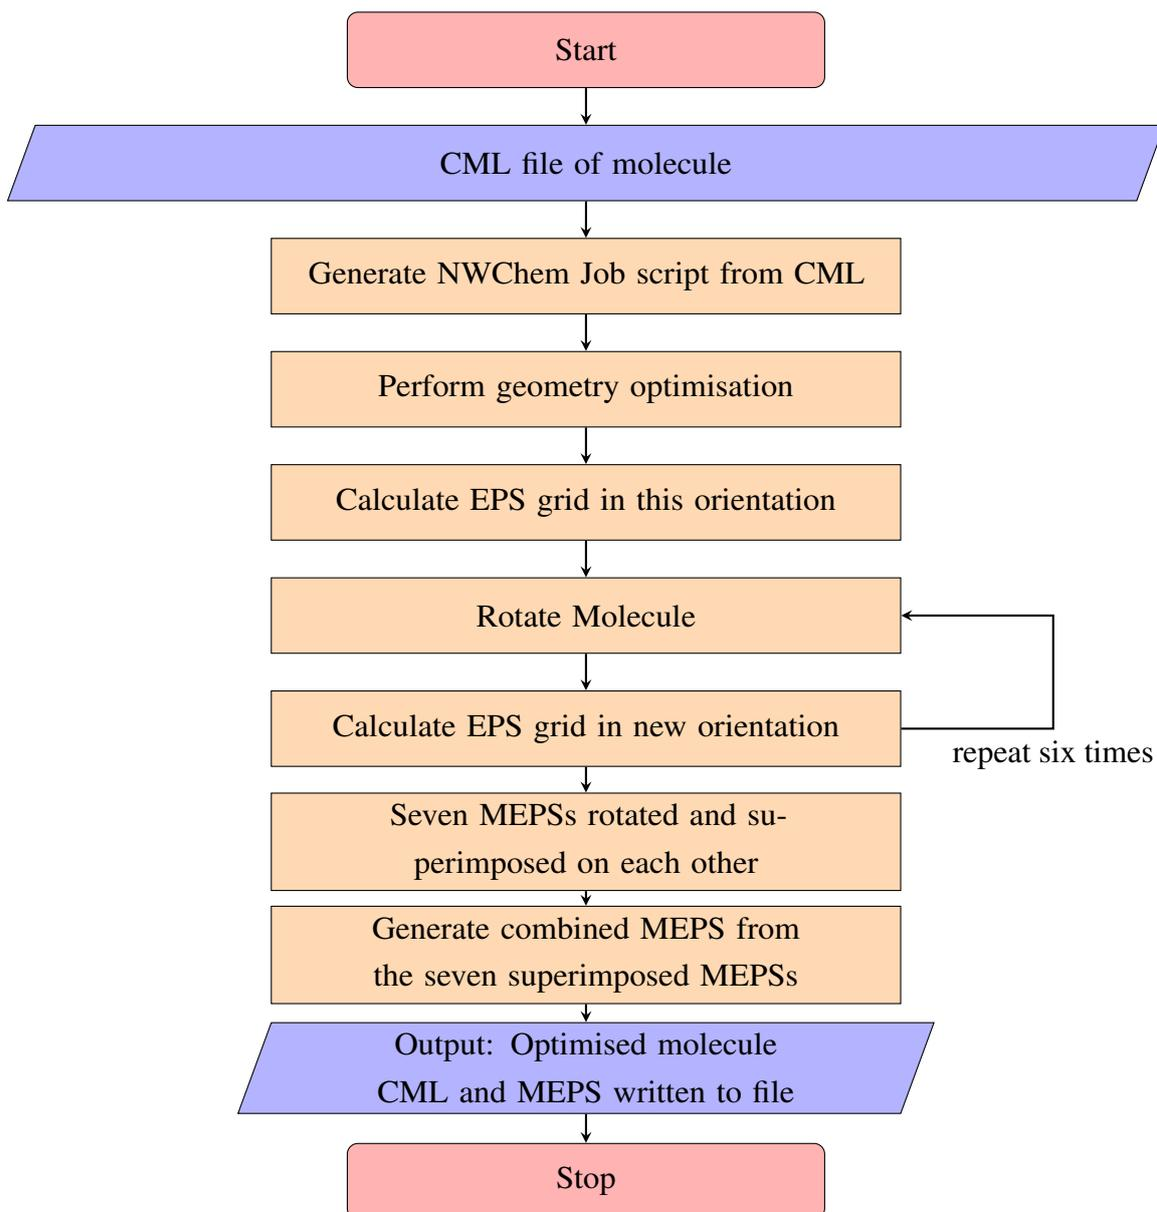 Start
CML file of molecule
Generate NWChem Job script from CML
Perform geometry optimisation
Calculate EPS grid in this orientation
Rotate Molecule
Calculate EPS grid in new orientation
repeat six times
Seven MEPSs rotated and su-
perimposed on each other
Generate combined MEPS from
the seven superimposed MEPSs
Output: Optimised molecule
CML and MEPS written to file
Stop